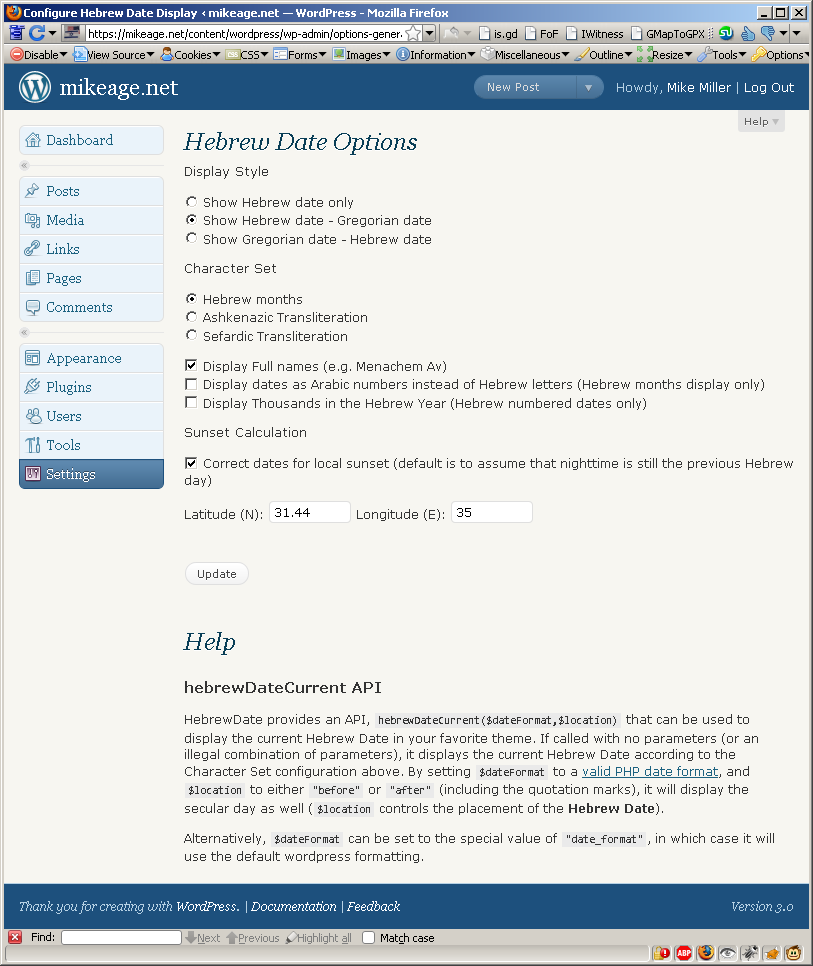 Configure Hebrew Date Display ‹ mikeage.net — WordPress - Mozilla Firefox
https://mikeage.net/content/wordpress/wp-admin/options-gener
is.gd FoF IWitness GMapToGPX
Disable View Source Cookies CSS Forms Images Information Miscellaneous Outline Resize Tools Options
mikeage.net
New Post
Howdy, Mike Miller | Log Out
Help
Dashboard
Posts
Media
Links
Pages
Comments
Appearance
Plugins
Users
Tools
Settings
Hebrew Date Options
Display Style
Show Hebrew date only
Show Hebrew date - Gregorian date
Show Gregorian date - Hebrew date
Character Set
Hebrew months
Ashkenazic Transliteration
Sefardic Transliteration
Display Full names (e.g. Menachem Av)
Display dates as Arabic numbers instead of Hebrew letters (Hebrew months display only)
Display Thousands in the Hebrew Year (Hebrew numbered dates only)
Sunset Calculation
Correct dates for local sunset (default is to assume that nighttime is still the previous Hebrew
day)
Latitude (N): 31.44 Longitude (E): 35
Update
Help
hebrewDateCurrent API
HebrewDate provides an API, hebrewDateCurrent($dateFormat,$location) that can be used to
display the current Hebrew Date in your favorite theme. If called with no parameters (or an
illegal combination of parameters), it displays the current Hebrew Date according to the
Character Set configuration above. By setting $dateFormat to a valid PHP date format, and
$location to either "before" or "after" (including the quotation marks), it will display the
secular day as well ( $location controls the placement of the Hebrew Date).
Alternatively, $dateFormat can be set to the special value of "date_format", in which case it will
use the default wordpress formatting.
Thank you for creating with WordPress. | Documentation | Feedback
Version 3.0
Find: Next Previous Highlight all Match case
ABP